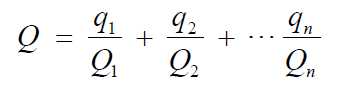 Q = q₁/Q₁ + q₂/Q₂ + ⋯ qₙ/Qₙ